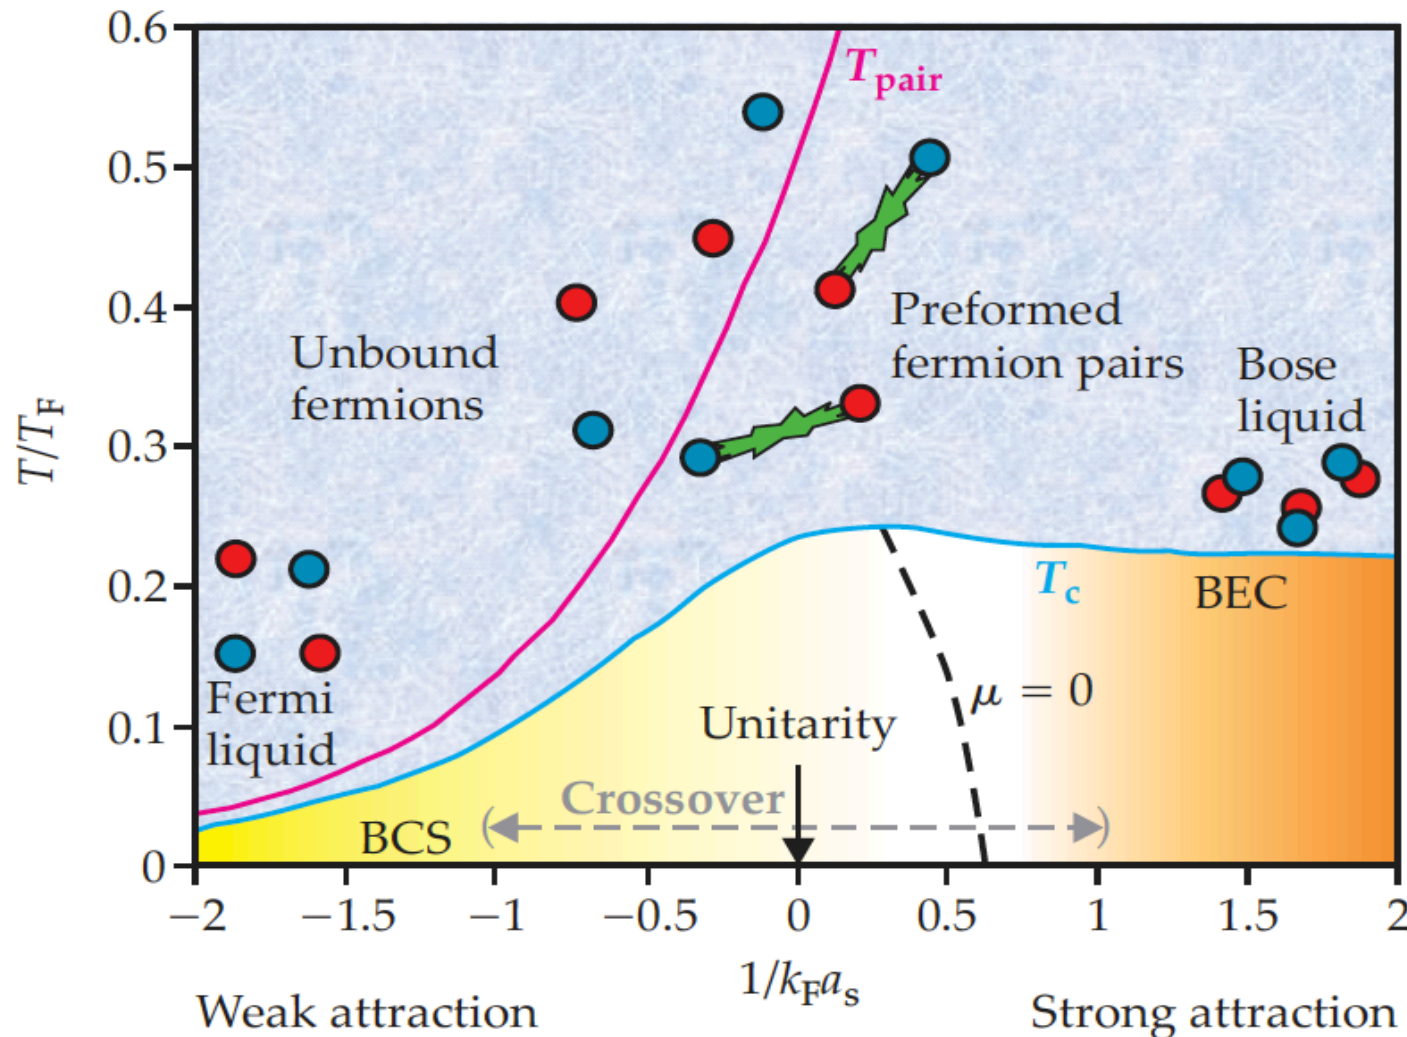 0.6
0.5
0.4
0.3
0.2
0.1
0
T/T_F
T_pair
Unbound
fermions
Preformed
fermion pairs
Bose
liquid
Fermi
liquid
T_c
BEC
μ = 0
Unitarity
Crossover
BCS
−2
−1.5
−1
−0.5
0
0.5
1
1.5
2
1/k_F a_s
Weak attraction
Strong attraction